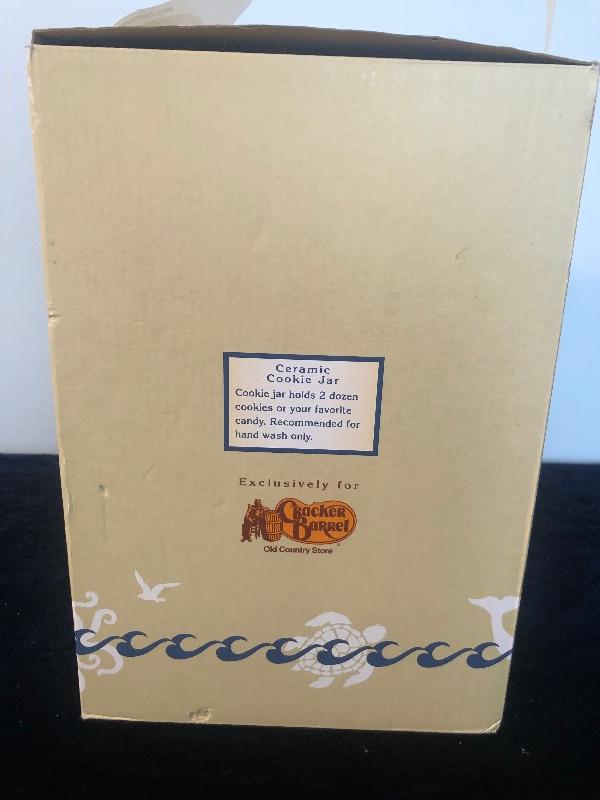 Ceramic
Cookie Jar
Cookie jar holds 2 dozen
cookies or your favorite
candy. Recommended for
hand wash only.
Exclusively for
Cracker
Barrel
Old Country Store